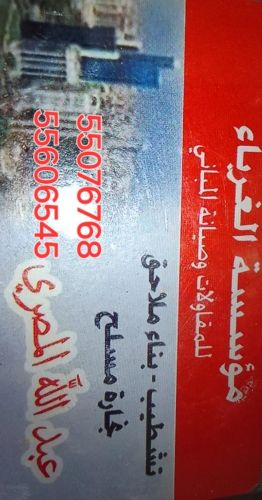 مؤسسة الغرباء
للمقاولات وصيانة المباني
تشطيب - بناء ملاحق
نجارة مسلح
عبد الله المصري
55076768
55606545